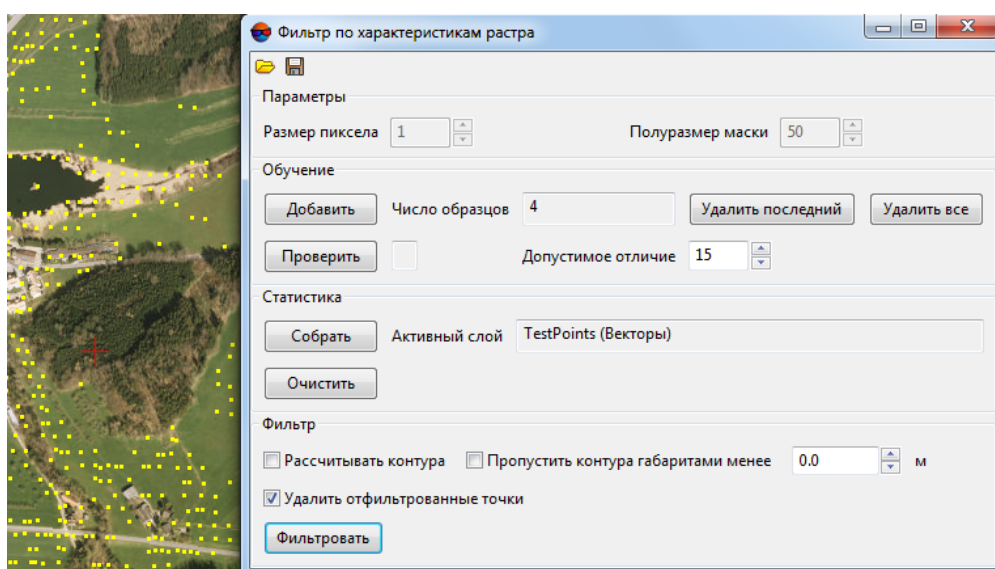 Фильтр по характеристикам растра
Параметры
Размер пиксела 1 Полуразмер маски 50
Обучение
Добавить Число образцов 4 Удалить последний Удалить все
Проверить Допустимое отличие 15
Статистика
Собрать Активный слой TestPoints (Векторы)
Очистить
Фильтр
Рассчитывать контура Пропустить контура габаритами менее 0.0 м
Удалить отфильтрованные точки
Фильтровать